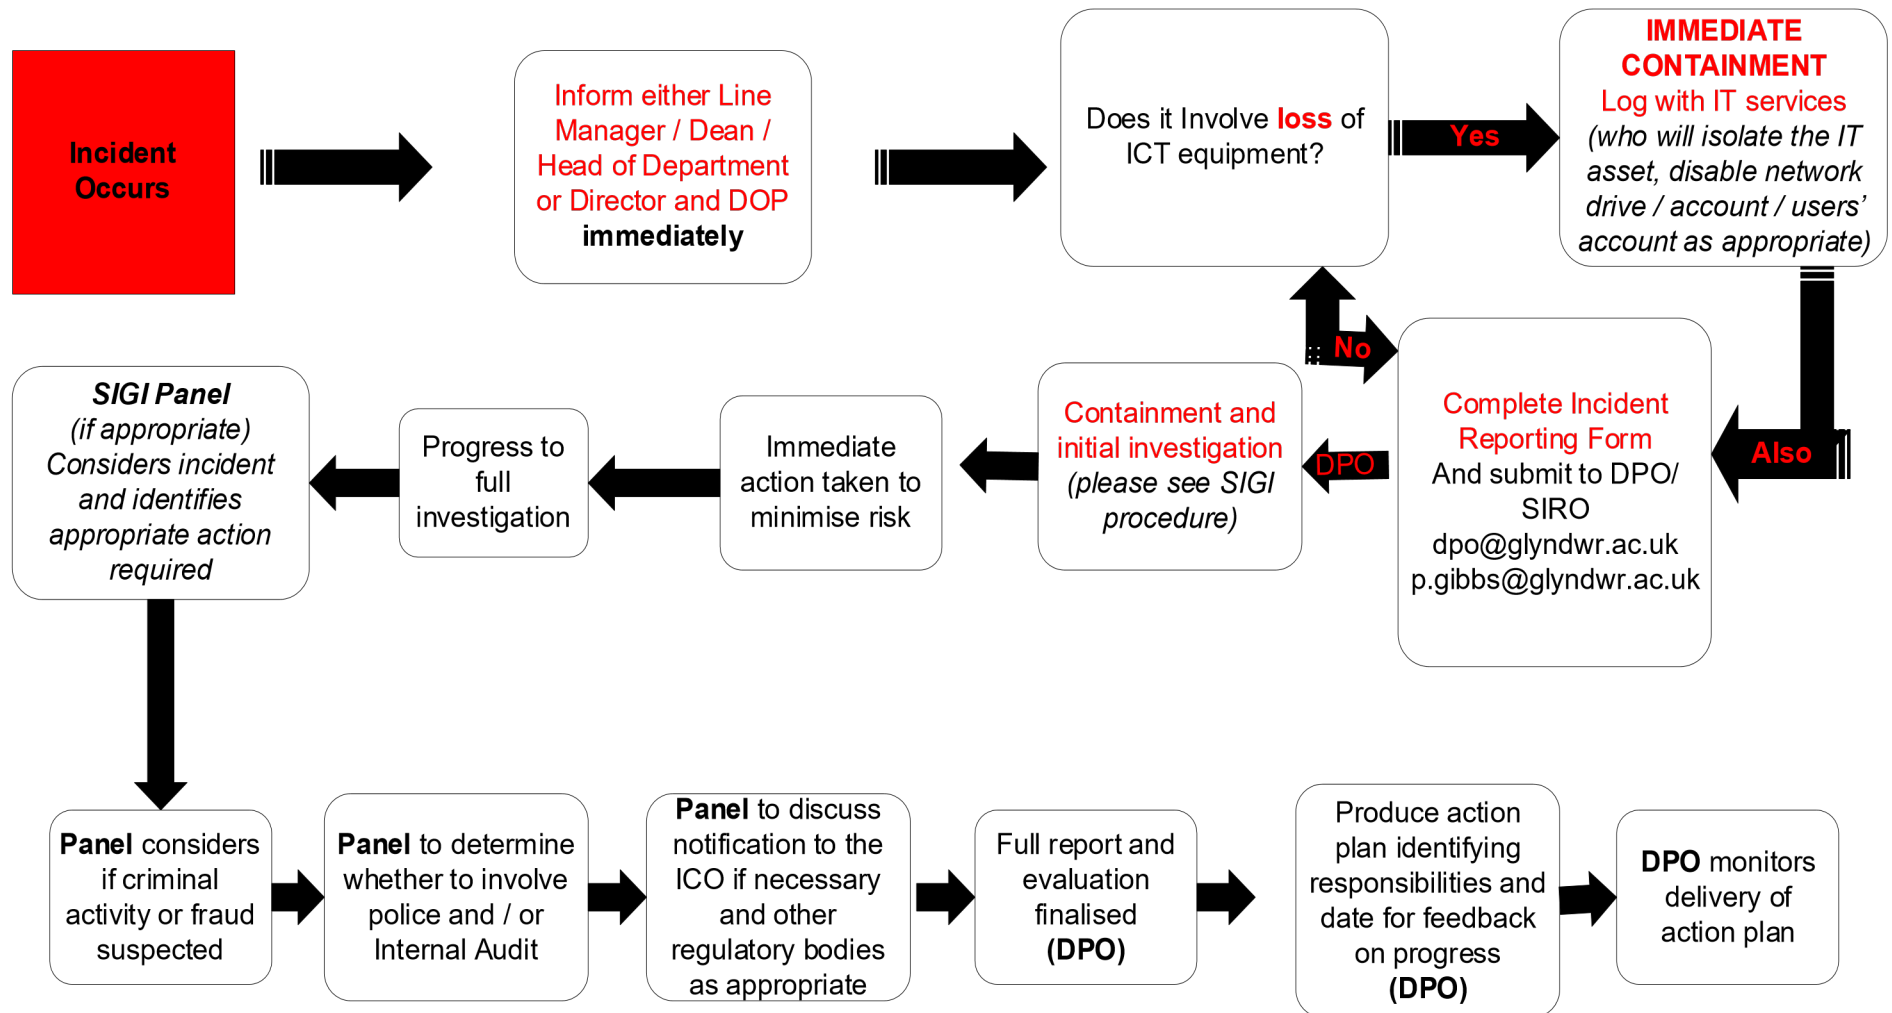 Incident
Occurs
Inform either Line
Manager / Dean /
Head of Department
or Director and DOP
immediately
Does it Involve loss of
ICT equipment?
Yes
IMMEDIATE
CONTAINMENT
Log with IT services
(who will isolate the IT
asset, disable network
drive / account / users’
account as appropriate)
No
Also
Complete Incident
Reporting Form
And submit to DPO/
SIRO
dpo@glyndwr.ac.uk
p.gibbs@glyndwr.ac.uk
DPO
Containment and
initial investigation
(please see SIGI
procedure)
Immediate
action taken to
minimise risk
Progress to
full
investigation
SIGI Panel
(if appropriate)
Considers incident
and identifies
appropriate action
required
Panel considers
if criminal
activity or fraud
suspected
Panel to determine
whether to involve
police and / or
Internal Audit
Panel to discuss
notification to the
ICO if necessary
and other
regulatory bodies
as appropriate
Full report and
evaluation
finalised
(DPO)
Produce action
plan identifying
responsibilities and
date for feedback
on progress
(DPO)
DPO monitors
delivery of
action plan